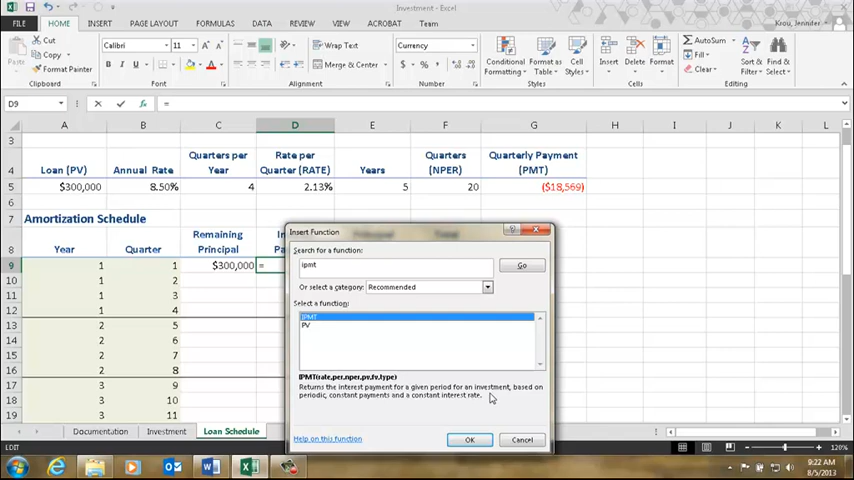 Investment - Excel
FILE HOME INSERT PAGE LAYOUT FORMULAS DATA REVIEW VIEW ACROBAT Team Krou, Jennifer
Cut
Copy
Format Painter
Paste
Clipboard
Calibri 11
B I U
Font
Wrap Text
Merge & Center
Alignment
Currency
$ % ,
Number
Conditional Formatting
Format as Table
Cell Styles
Styles
Insert Delete Format
Cells
AutoSum
Fill
Clear
Sort & Filter
Find & Select
Editing
D9 fx =
A B C D E F G H I J K L
3
Quarters per Rate per Quarters Quarterly Payment
4 Loan (PV) Annual Rate Year Quarter (RATE) Years (NPER) (PMT)
5 $300,000 8.50% 4 2.13% 5 20 ($18,569)
6
7 Amortization Schedule
Remaining
8 Year Quarter Principal
9 1 1 $300,000 =
10 1 2
11 1 3
12 1 4
13 2 5
14 2 6
15 2 7
16 2 8
17 3 9
18 3 10
19 3 11
Insert Function
Search for a function:
ipmt
Go
Or select a category: Recommended
Select a function:
IPMT
PV
IPMT(rate,per,nper,pv,fv,type)
Returns the interest payment for a given period for an investment, based on
periodic, constant payments and a constant interest rate.
Help on this function
OK Cancel
Documentation Investment Loan Schedule
EDIT 120%
9:22 AM
8/5/2013